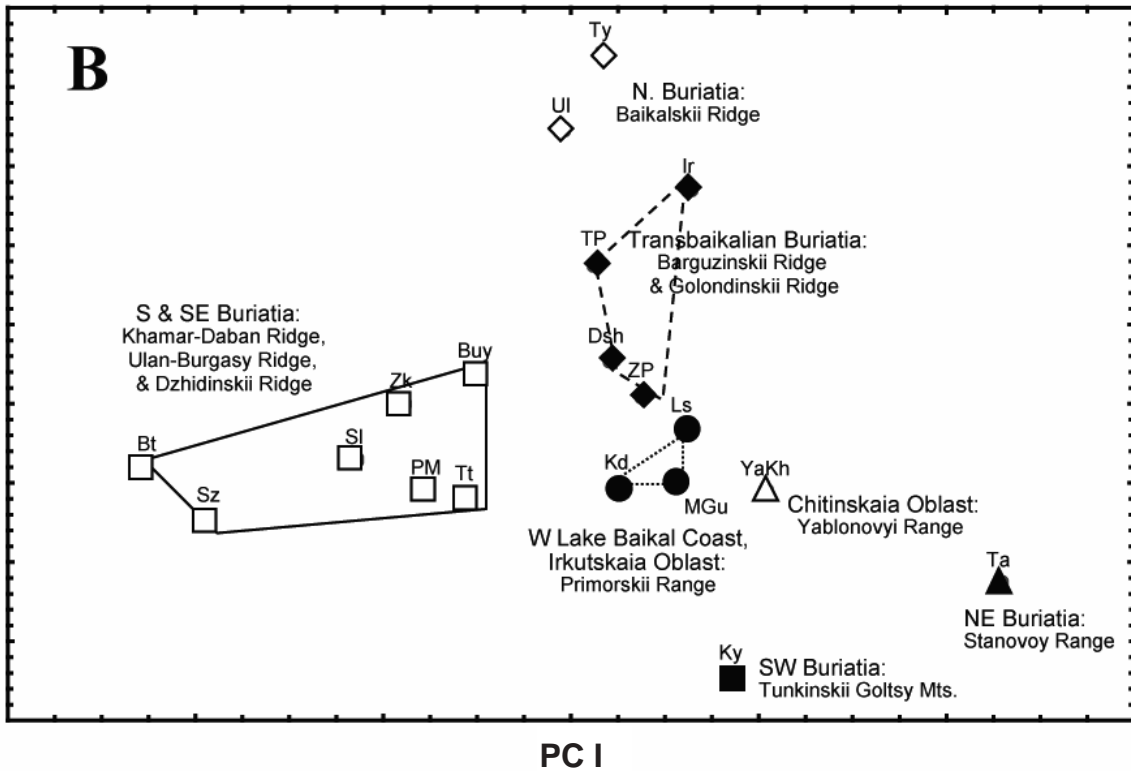 B
Ty
N. Buriatia:
Baikalskii Ridge
Ul
Ir
TP
Transbaikalian Buriatia:
Barguzinskii Ridge
& Golondinskii Ridge
S & SE Buriatia:
Khamar-Daban Ridge,
Ulan-Burgasy Ridge,
& Dzhidinskii Ridge
Dsh
Buy
Zk
ZP
Ls
Bt
Sl
PM
Tt
Sz
Kd
MGu
YaKh
Chitinskaia Oblast:
Yablonovyi Range
W Lake Baikal Coast,
Irkutskaia Oblast:
Primorskii Range
Ta
NE Buriatia:
Stanovoy Range
Ky
SW Buriatia:
Tunkinskii Goltsy Mts.
PC I